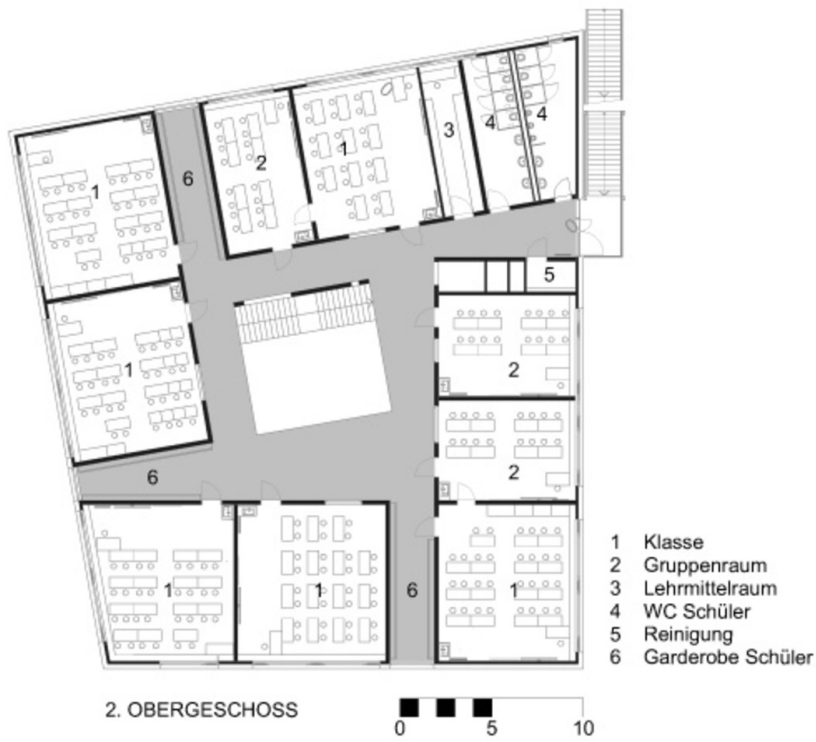 4
3
4
1
2
6
1
5
1
2
2
6
1
1
6
1
1 Klasse
2 Gruppenraum
3 Lehrmittelraum
4 WC Schüler
5 Reinigung
6 Garderobe Schüler
2. OBERGESCHOSS
0 5 10